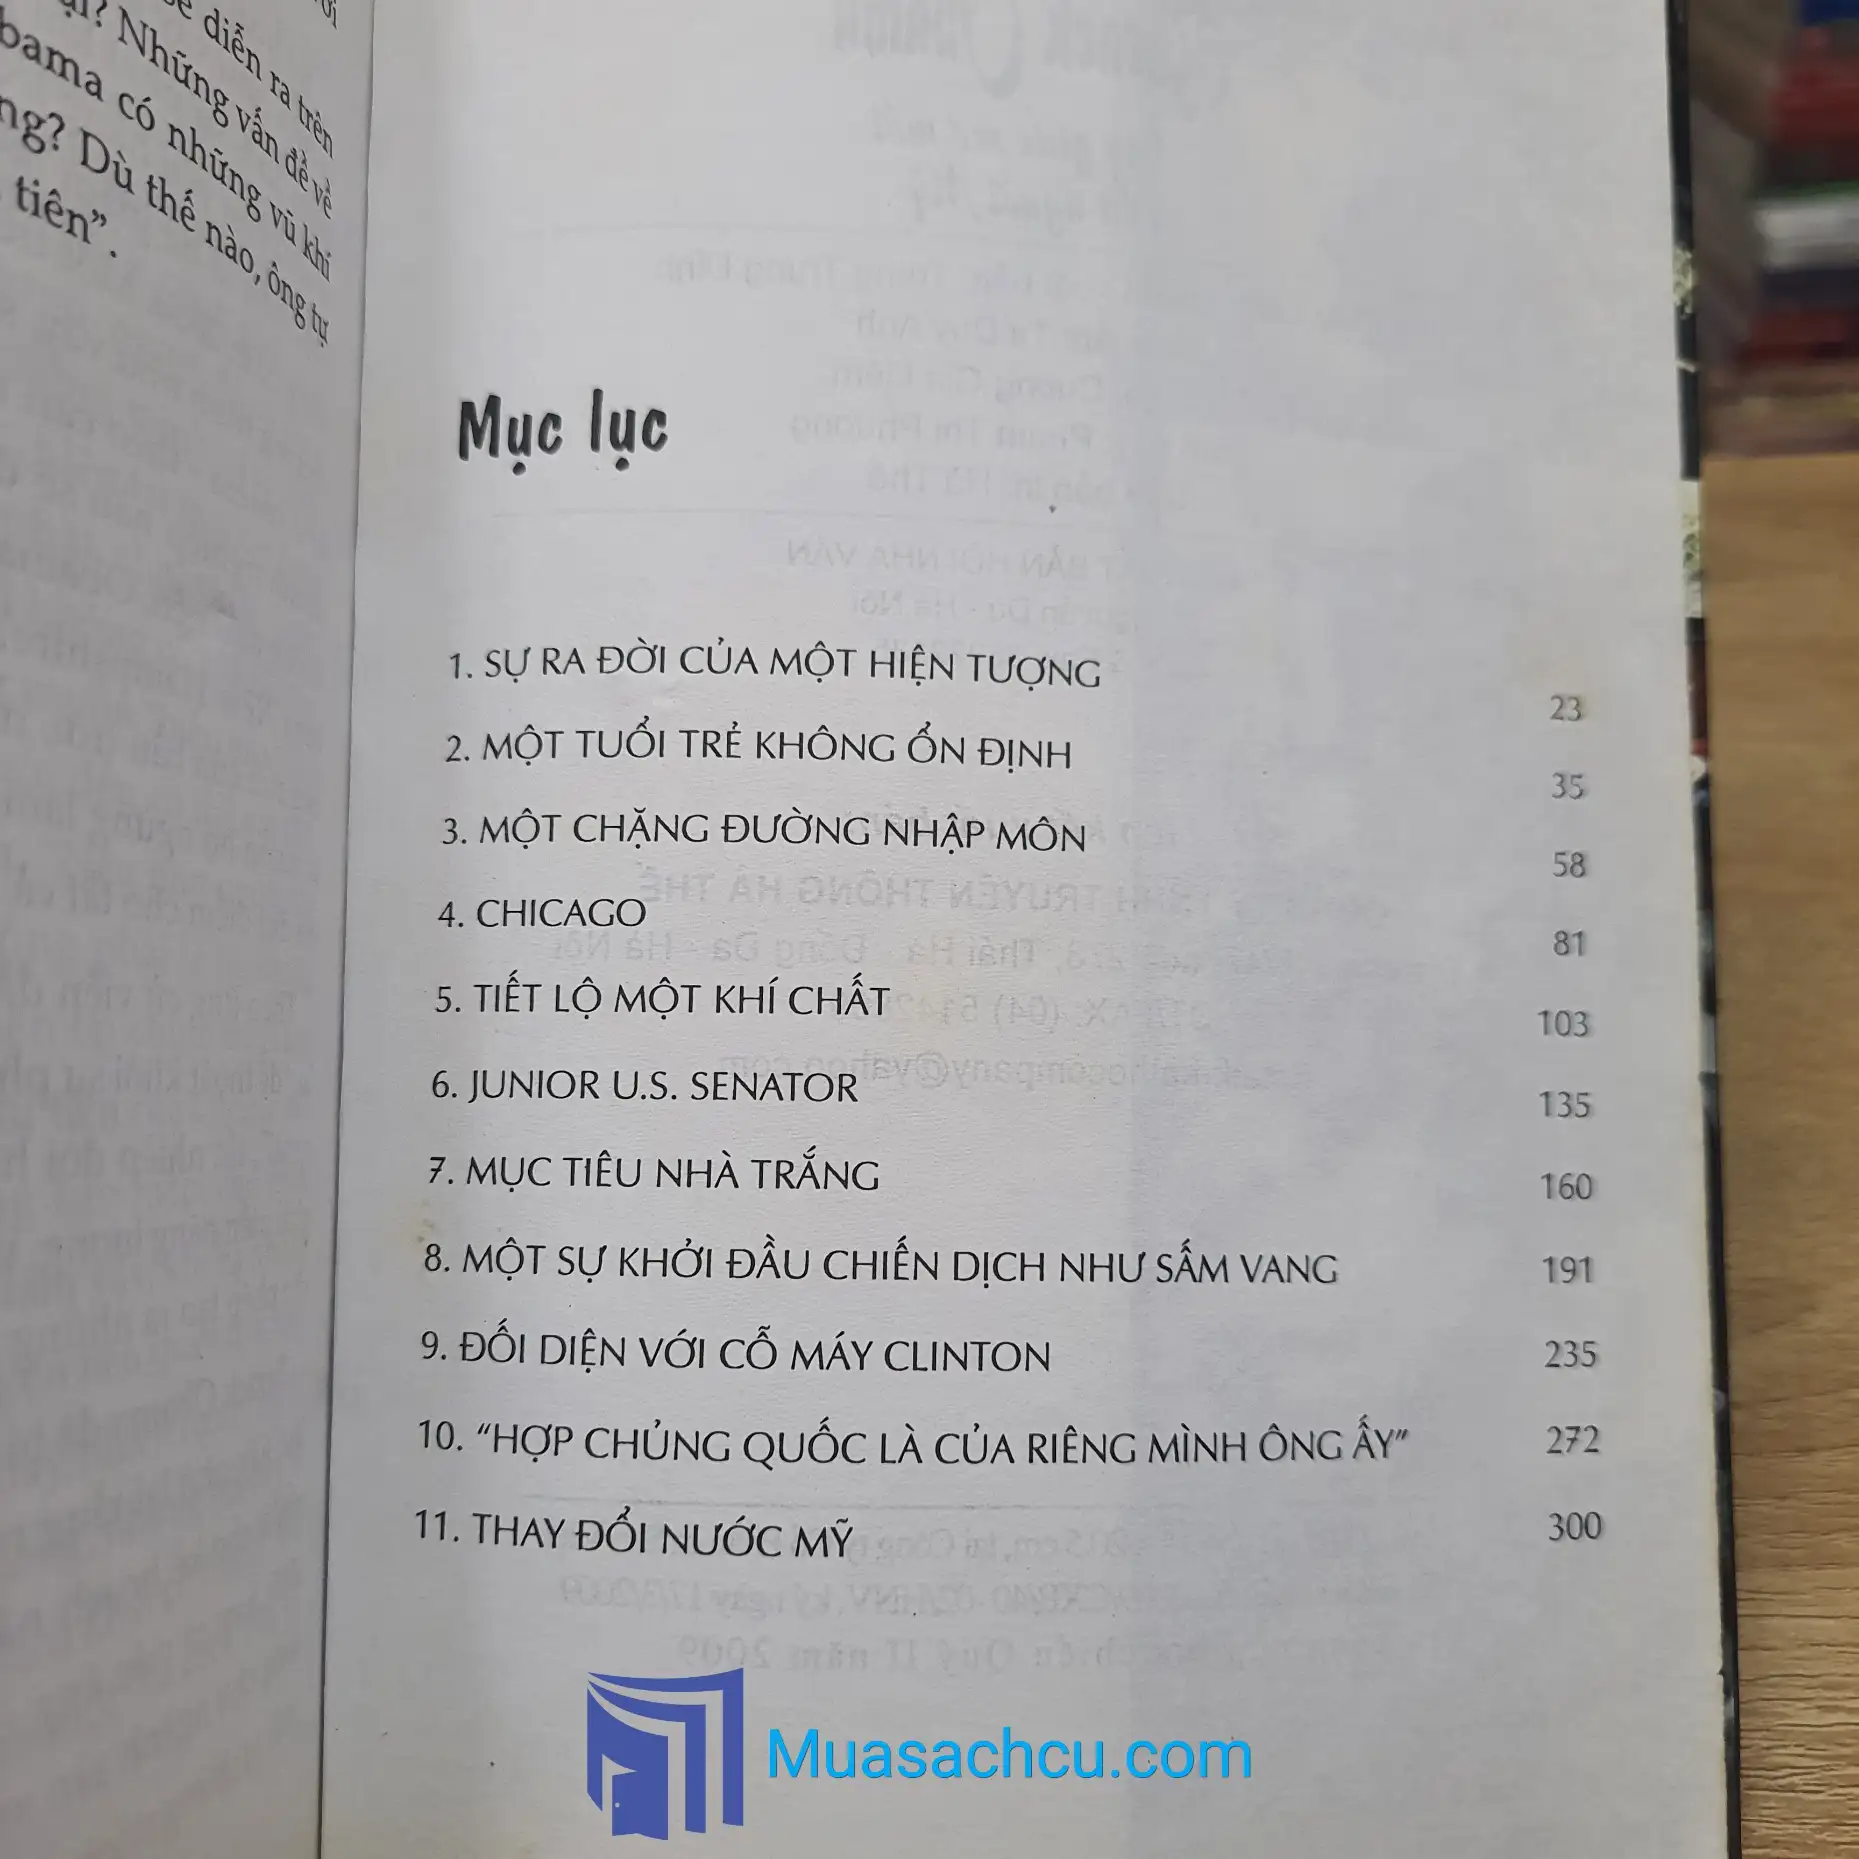 diễn ra trên
Những vấn đề về
bama có những vũ khí
ng? Dù thế nào, ông tự
tiên".
Mục lục
1. SỰ RA ĐỜI CỦA MỘT HIỆN TƯỢNG 23
2. MỘT TUỔI TRẺ KHÔNG ỔN ĐỊNH 35
3. MỘT CHẶNG ĐƯỜNG NHẬP MÔN 58
4. CHICAGO 81
5. TIẾT LỘ MỘT KHÍ CHẤT 103
6. JUNIOR U.S. SENATOR 135
7. MỤC TIÊU NHÀ TRẮNG 160
8. MỘT SỰ KHỞI ĐẦU CHIẾN DỊCH NHƯ SẤM VANG 191
9. ĐỐI DIỆN VỚI CỖ MÁY CLINTON 235
10. "HỢP CHỦNG QUỐC LÀ CỦA RIÊNG MÌNH ÔNG ẤY" 272
11. THAY ĐỔI NƯỚC MỸ 300
Muasachcu.com